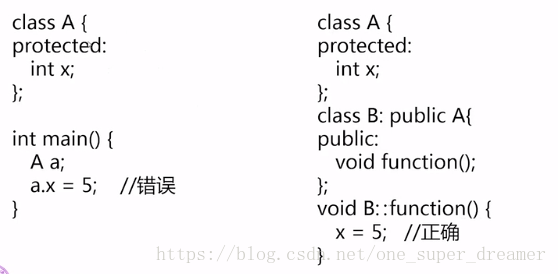 class A {
protected:
int x;
};
int main() {
A a;
a.x = 5; //错误
}
class A {
protected:
int x;
};
class B: public A{
public:
void function();
};
void B::function() {
x = 5; //正确
}
https://blog.csdn.net/one_super_dreamer